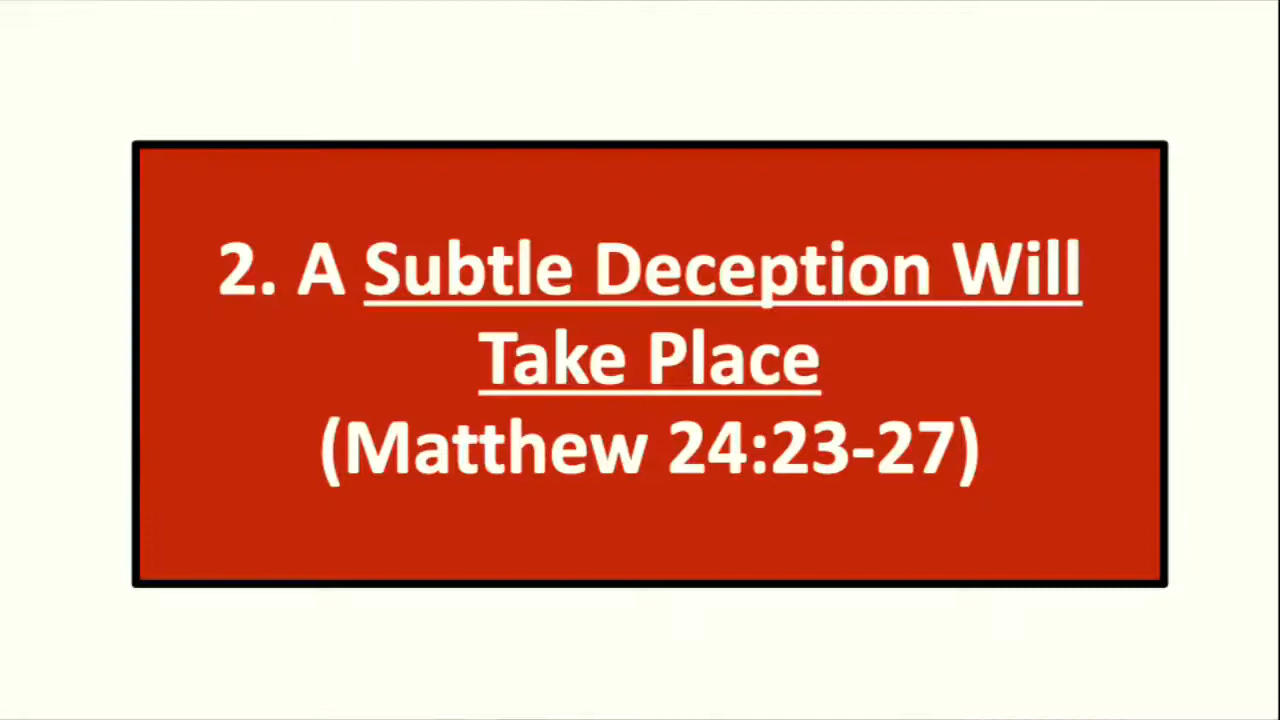 2. A Subtle Deception Will
Take Place
(Matthew 24:23-27)